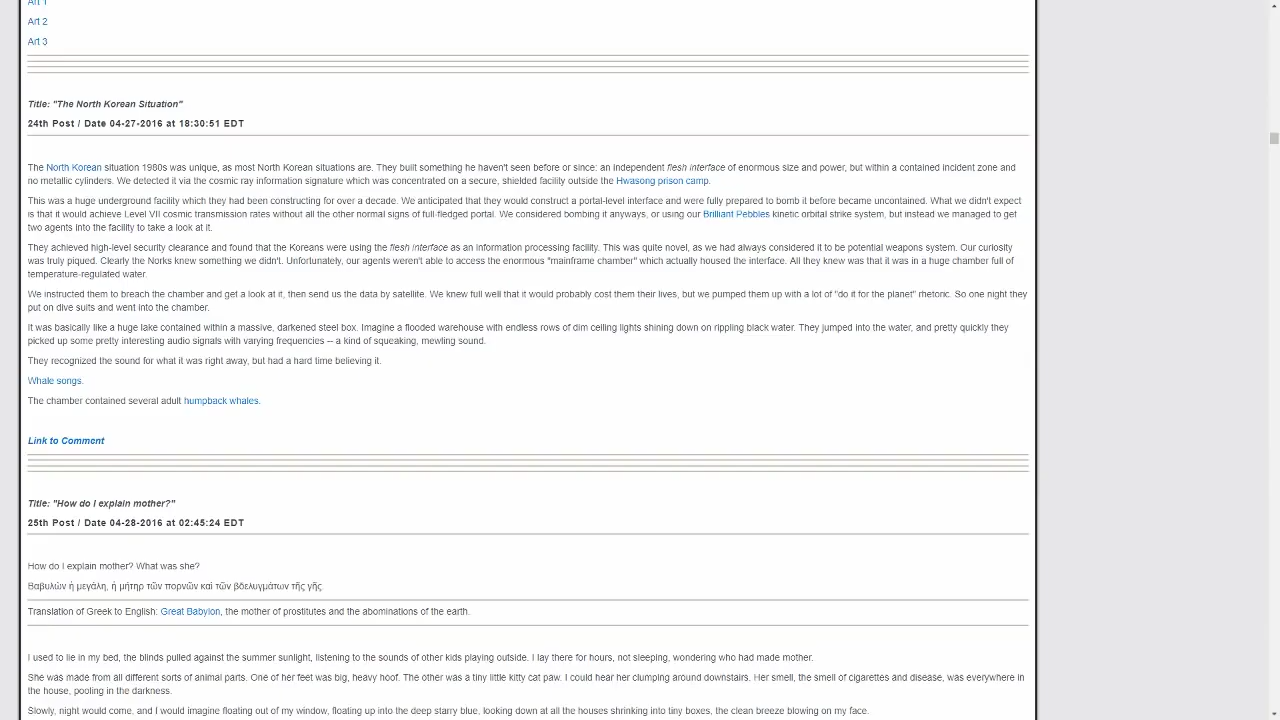 Art 1
Art 2
Art 3
Title: "The North Korean Situation"
24th Post / Date 04-27-2016 at 18:30:51 EDT
The North Korean situation 1980s was unique, as most North Korean situations are. They built something he haven't seen before or since: an independent flesh interface of enormous size and power, but within a contained incident zone and
no metallic cylinders. We detected it via the cosmic ray information signature which was concentrated on a secure, shielded facility outside the Hwasong prison camp.
This was a huge underground facility which they had been constructing for over a decade. We anticipated that they would construct a portal-level interface and were fully prepared to bomb it before became uncontained. What we didn't expect
is that it would achieve Level VII cosmic transmission rates without all the other normal signs of full-fledged portal. We considered bombing it anyways, or using our Brilliant Pebbles kinetic orbital strike system, but instead we managed to get
two agents into the facility to take a look at it.
They achieved high-level security clearance and found that the Koreans were using the flesh interface as an information processing facility. This was quite novel, as we had always considered it to be potential weapons system. Our curiosity
was truly piqued. Clearly the Norks knew something we didn't. Unfortunately, our agents weren't able to access the enormous "mainframe chamber" which actually housed the interface. All they knew was that it was in a huge chamber full of
temperature-regulated water.
We instructed them to breach the chamber and get a look at it, then send us the data by satellite. We knew full well that it would probably cost them their lives, but we pumped them up with a lot of "do it for the planet" rhetoric. So one night they
put on dive suits and went into the chamber.
It was basically like a huge lake contained within a massive, darkened steel box. Imagine a flooded warehouse with endless rows of dim ceiling lights shining down on rippling black water. They jumped into the water, and pretty quickly they
picked up some pretty interesting audio signals with varying frequencies -- a kind of squeaking, mewling sound.
They recognized the sound for what it was right away, but had a hard time believing it.
Whale songs.
The chamber contained several adult humpback whales.
Link to Comment
Title: "How do I explain mother?"
25th Post / Date 04-28-2016 at 02:45:24 EDT
How do I explain mother? What was she?
Βαβυλὼν ἡ μεγάλη, ἡ μήτηρ τῶν πορνῶν καὶ τῶν βδελυγμάτων τῆς γῆς.
Translation of Greek to English: Great Babylon, the mother of prostitutes and the abominations of the earth.
I used to lie in my bed, the blinds pulled against the summer sunlight, listening to the sounds of other kids playing outside. I lay there for hours, not sleeping, wondering who had made mother.
She was made from all different sorts of animal parts. One of her feet was big, heavy hoof. The other was a tiny little kitty cat paw. I could hear her clumping around downstairs. Her smell, the smell of cigarettes and disease, was everywhere in
the house, pooling in the darkness.
Slowly, night would come, and I would imagine floating out of my window, floating up into the deep starry blue, looking down at all the houses shrinking into tiny boxes, the clean breeze blowing on my face.